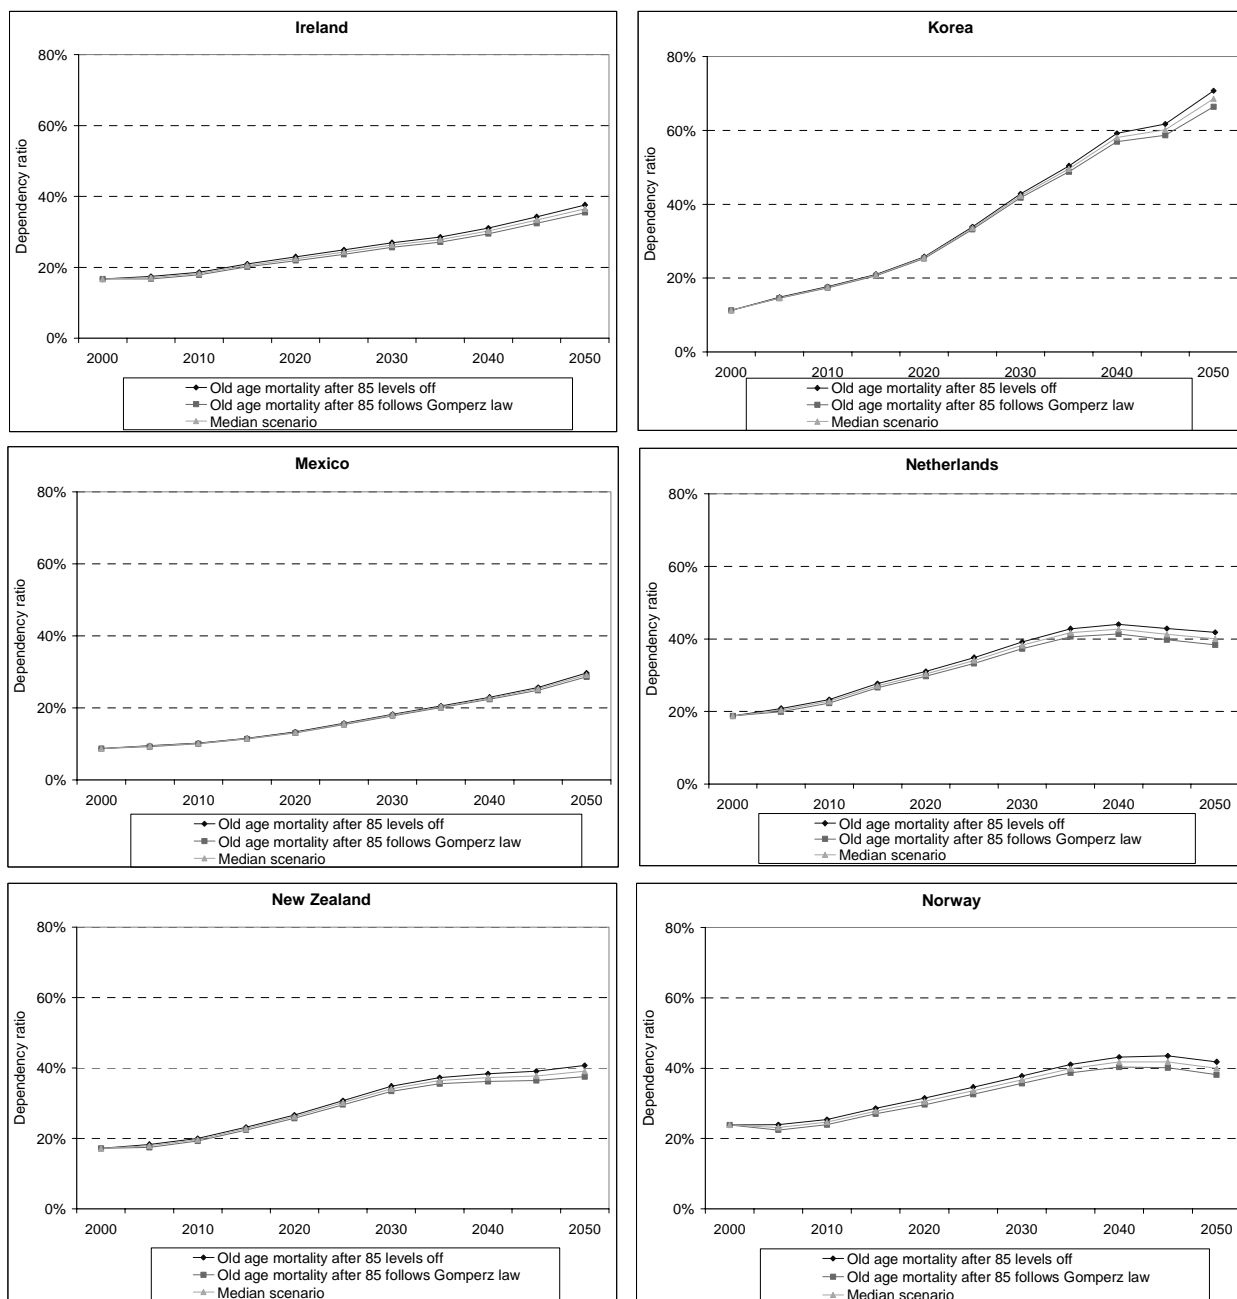 Ireland
80%
60%
40%
20%
0%
Dependency ratio
2000 2010 2020 2030 2040 2050
Old age mortality after 85 levels off
Old age mortality after 85 follows Gomperz law
Median scenario
Korea
80%
60%
40%
20%
0%
Dependency ratio
2000 2010 2020 2030 2040 2050
Old age mortality after 85 levels off
Old age mortality after 85 follows Gomperz law
Median scenario
Mexico
80%
60%
40%
20%
0%
Dependency ratio
2000 2010 2020 2030 2040 2050
Old age mortality after 85 levels off
Old age mortality after 85 follows Gomperz law
Median scenario
Netherlands
80%
60%
40%
20%
0%
Dependency ratio
2000 2010 2020 2030 2040 2050
Old age mortality after 85 levels off
Old age mortality after 85 follows Gomperz law
Median scenario
New Zealand
80%
60%
40%
20%
0%
Dependency ratio
2000 2010 2020 2030 2040 2050
Old age mortality after 85 levels off
Old age mortality after 85 follows Gomperz law
Median scenario
Norway
80%
60%
40%
20%
0%
Dependency ratio
2000 2010 2020 2030 2040 2050
Old age mortality after 85 levels off
Old age mortality after 85 follows Gomperz law
Median scenario